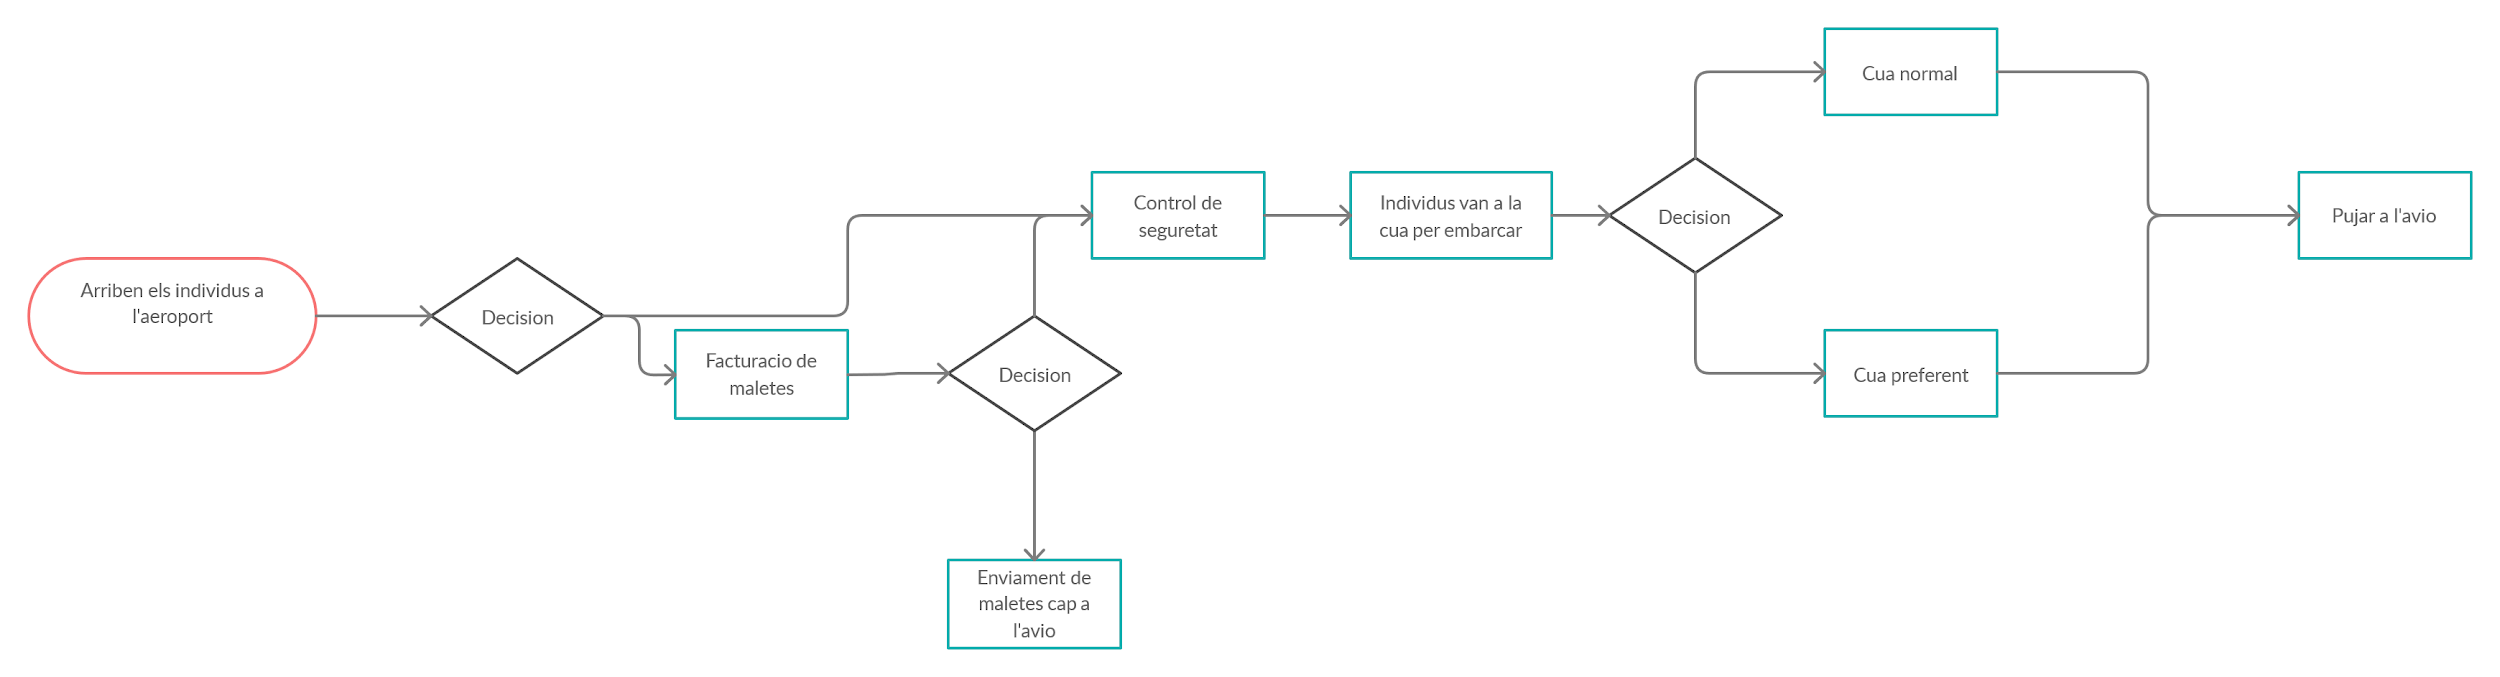 Arriben els individus a
l'aeroport
Decision
Facturacio de
maletes
Decision
Enviament de
maletes cap a
l'avio
Control de
seguretat
Individus van a la
cua per embarcar
Decision
Cua normal
Cua preferent
Pujar a l'avio